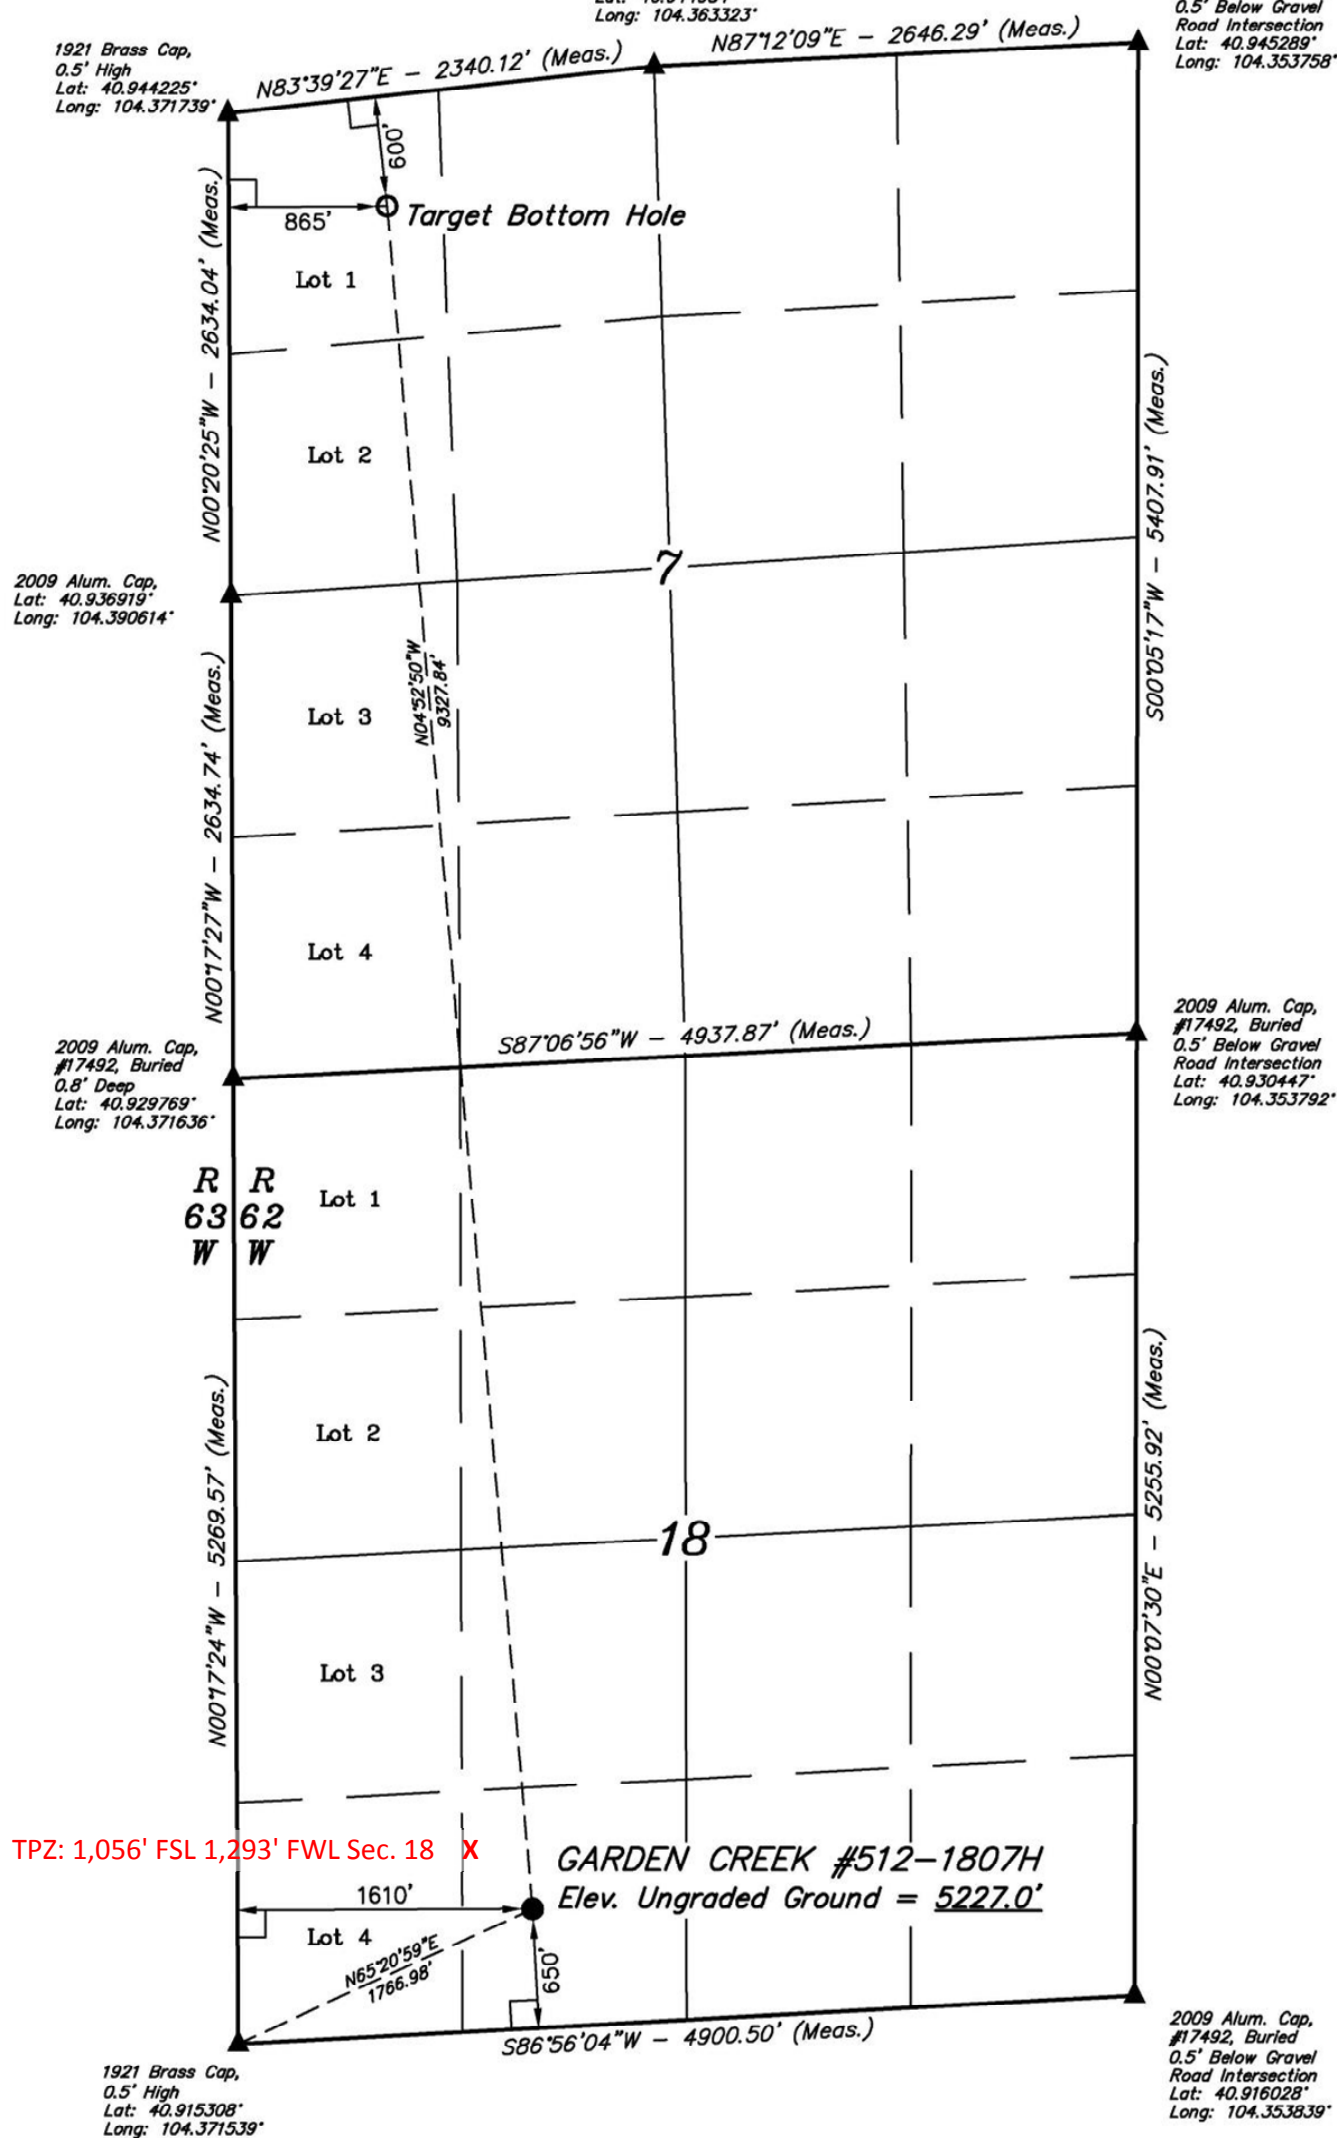 Long: 104.363323°
0.5' Below Gravel
Road Intersection
Lat: 40.945289°
Long: 104.353758°
1921 Brass Cap,
0.5' High
Lat: 40.944225°
Long: 104.371739°
N83°39'27"E - 2340.12' (Meas.)
N87°12'09"E - 2646.29' (Meas.)
600'
865'
Target Bottom Hole
N00°20'25"W - 2634.04' (Meas.)
Lot 1
Lot 2
S00°05'17"W - 5407.91' (Meas.)
7
2009 Alum. Cap,
Lat: 40.936919°
Long: 104.390614°
N04°52'50"W
9327.84'
Lot 3
N00°17'27"W - 2634.74' (Meas.)
Lot 4
S87°06'56"W - 4937.87' (Meas.)
2009 Alum. Cap,
#17492, Buried
0.8' Deep
Lat: 40.929769°
Long: 104.371636°
2009 Alum. Cap,
#17492, Buried
0.5' Below Gravel
Road Intersection
Lat: 40.930447°
Long: 104.353792°
R R
63 62
W W
Lot 1
Lot 2
N00°17'24"W - 5269.57' (Meas.)
N00°07'30"E - 5255.92' (Meas.)
18
Lot 3
TPZ: 1,056' FSL 1,293' FWL Sec. 18 X
GARDEN CREEK #512-1807H
Elev. Ungraded Ground = 5227.0'
1610'
Lot 4
N65°20'59"E
1766.98'
650'
S86°56'04"W - 4900.50' (Meas.)
1921 Brass Cap,
0.5' High
Lat: 40.915308°
Long: 104.371539°
2009 Alum. Cap,
#17492, Buried
0.5' Below Gravel
Road Intersection
Lat: 40.916028°
Long: 104.353839°